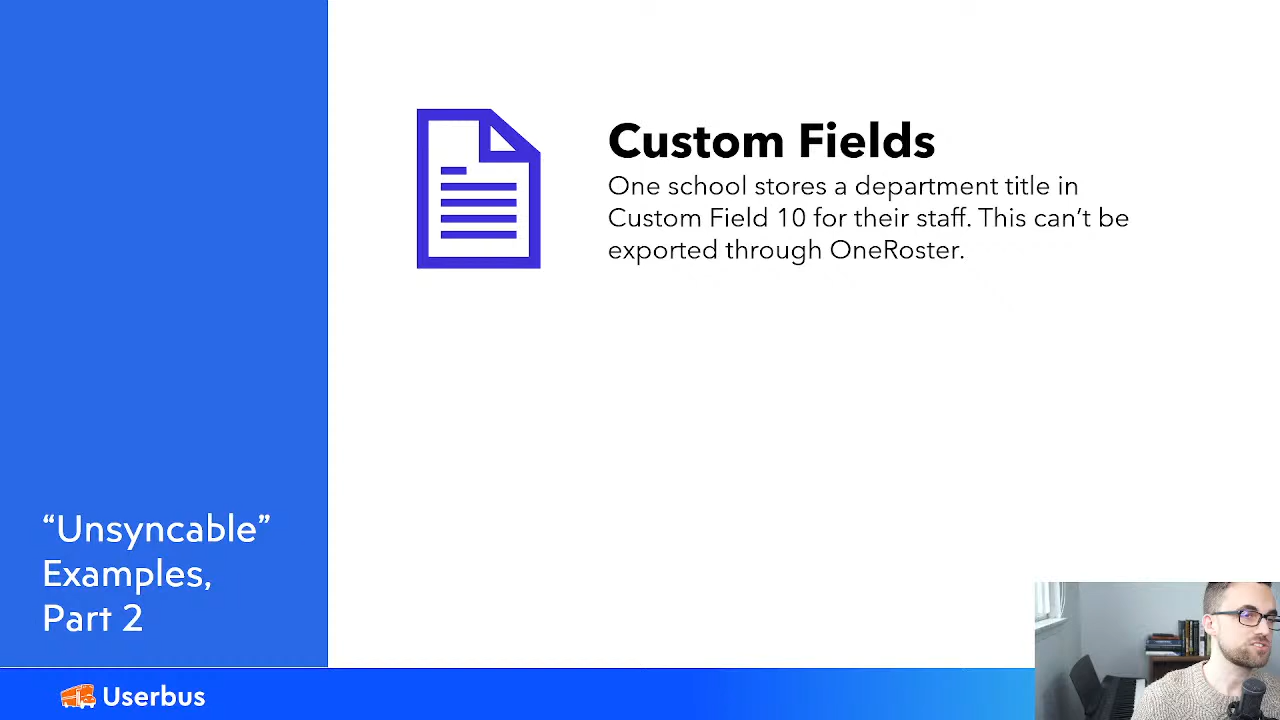 Custom Fields
One school stores a department title in
Custom Field 10 for their staff. This can’t be
exported through OneRoster.
“Unsyncable”
Examples,
Part 2
Userbus